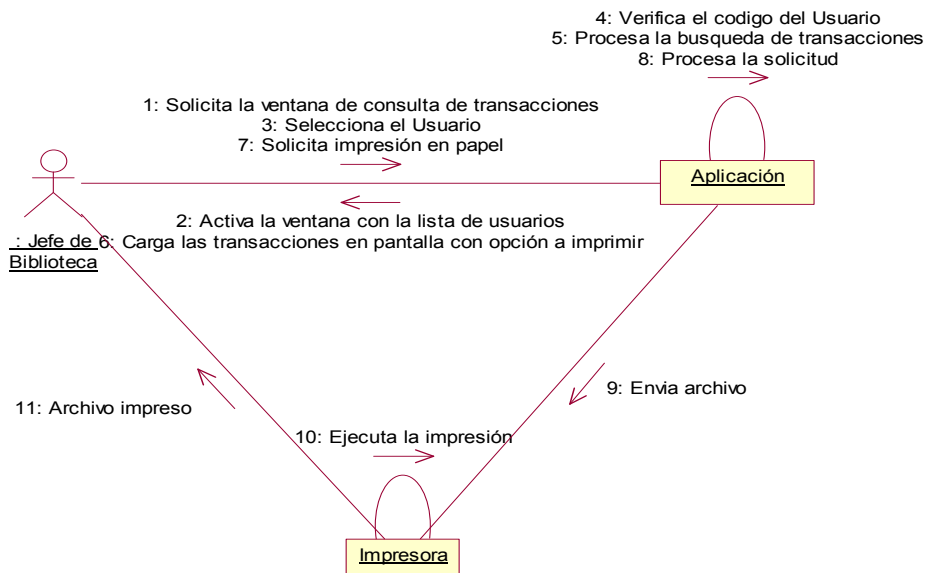 4: Verifica el codigo del Usuario
5: Procesa la busqueda de transacciones
8: Procesa la solicitud
1: Solicita la ventana de consulta de transacciones
3: Selecciona el Usuario
7: Solicita impresión en papel
Aplicación
2: Activa la ventana con la lista de usuarios
6: Carga las transacciones en pantalla con opción a imprimir
: Jefe de
Biblioteca
9: Envia archivo
11: Archivo impreso
10: Ejecuta la impresión
Impresora